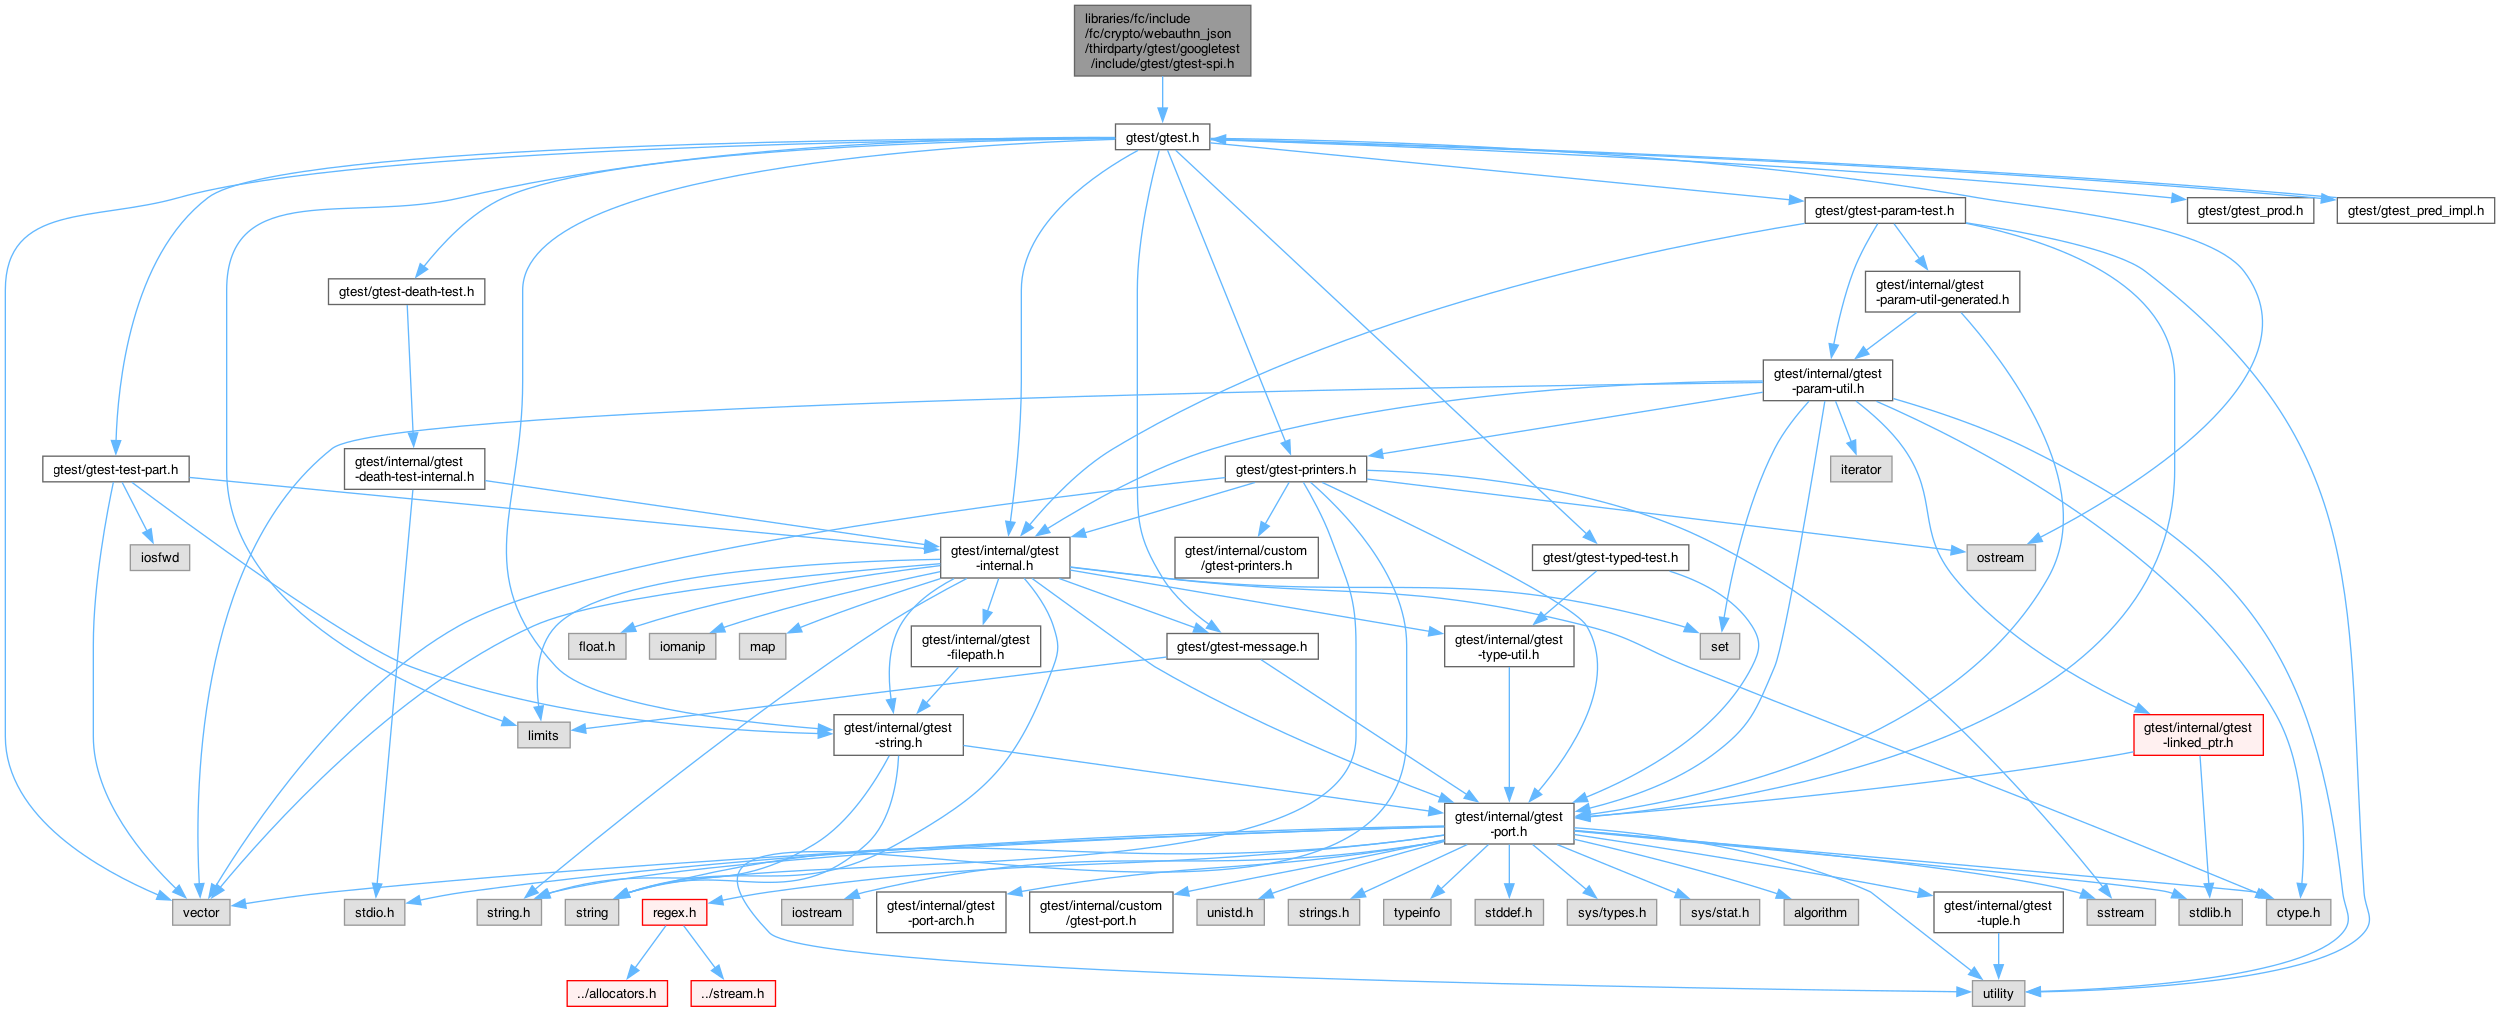 libraries/fc/include
/fc/crypto/webauthn_json
/thirdparty/gtest/googletest
/include/gtest/gtest-spi.h
gtest/gtest.h
gtest/gtest-param-test.h
gtest/gtest_prod.h
gtest/gtest_pred_impl.h
gtest/gtest-death-test.h
gtest/internal/gtest
-param-util-generated.h
gtest/internal/gtest
-param-util.h
gtest/gtest-test-part.h
gtest/internal/gtest
-death-test-internal.h
gtest/gtest-printers.h
iterator
iosfwd
gtest/internal/gtest
-internal.h
gtest/internal/custom
/gtest-printers.h
gtest/gtest-typed-test.h
ostream
float.h
iomanip
map
gtest/internal/gtest
-filepath.h
gtest/gtest-message.h
gtest/internal/gtest
-type-util.h
set
limits
gtest/internal/gtest
-string.h
gtest/internal/gtest
-linked_ptr.h
gtest/internal/gtest
-port.h
vector
stdio.h
string.h
string
regex.h
iostream
gtest/internal/gtest
-port-arch.h
gtest/internal/custom
/gtest-port.h
unistd.h
strings.h
typeinfo
stddef.h
sys/types.h
sys/stat.h
algorithm
gtest/internal/gtest
-tuple.h
sstream
stdlib.h
ctype.h
../allocators.h
../stream.h
utility